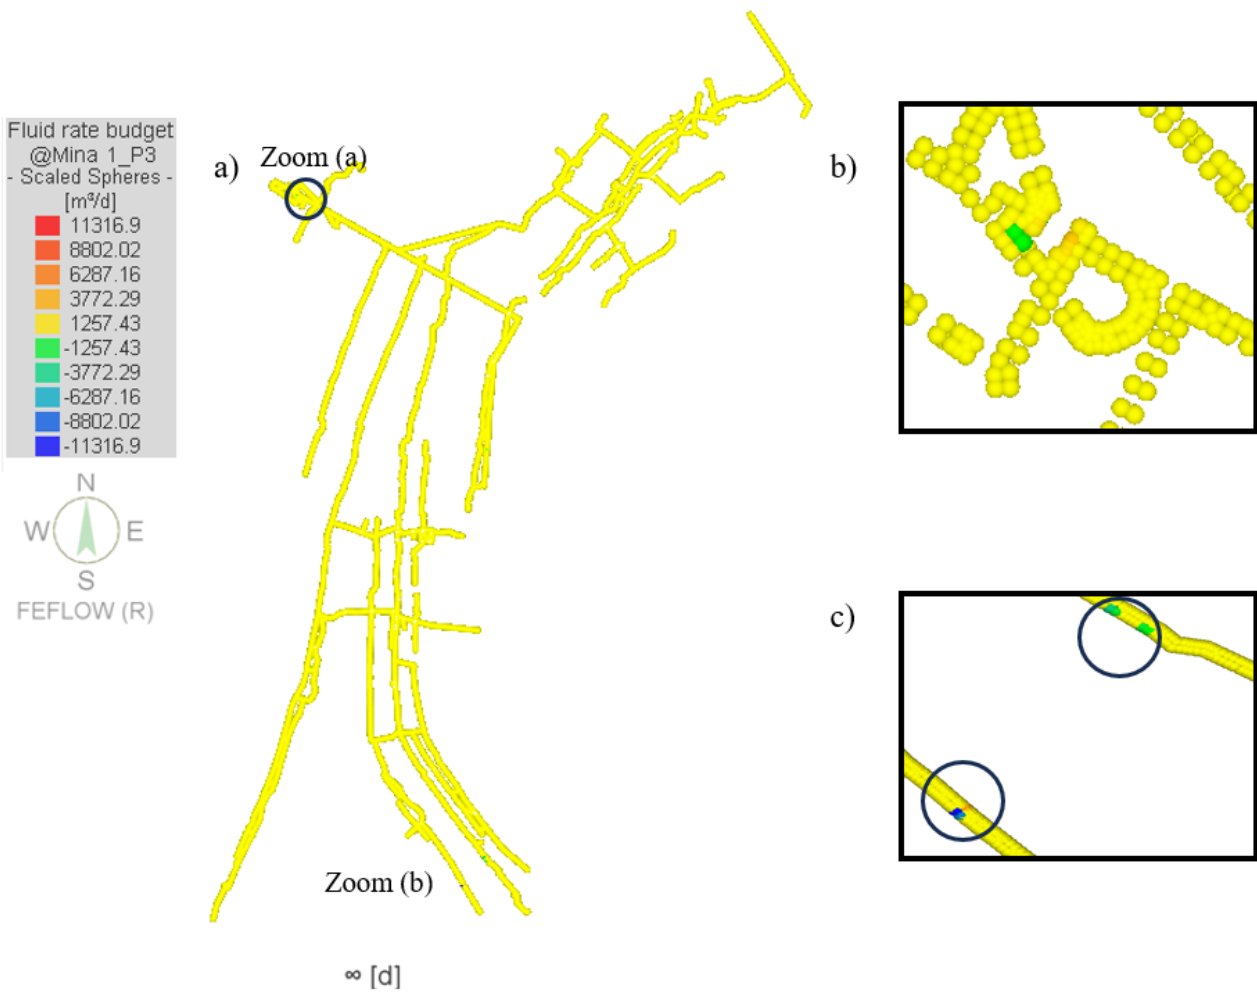 Fluid rate budget
@Mina 1_P3
- Scaled Spheres -
[m³/d]
11316.9
8802.02
6287.16
3772.29
1257.43
-1257.43
-3772.29
-6287.16
-8802.02
-11316.9
N
W E
S
FEFLOW (R)
a)
Zoom (a)
Zoom (b)
∞ [d]
b)
c)